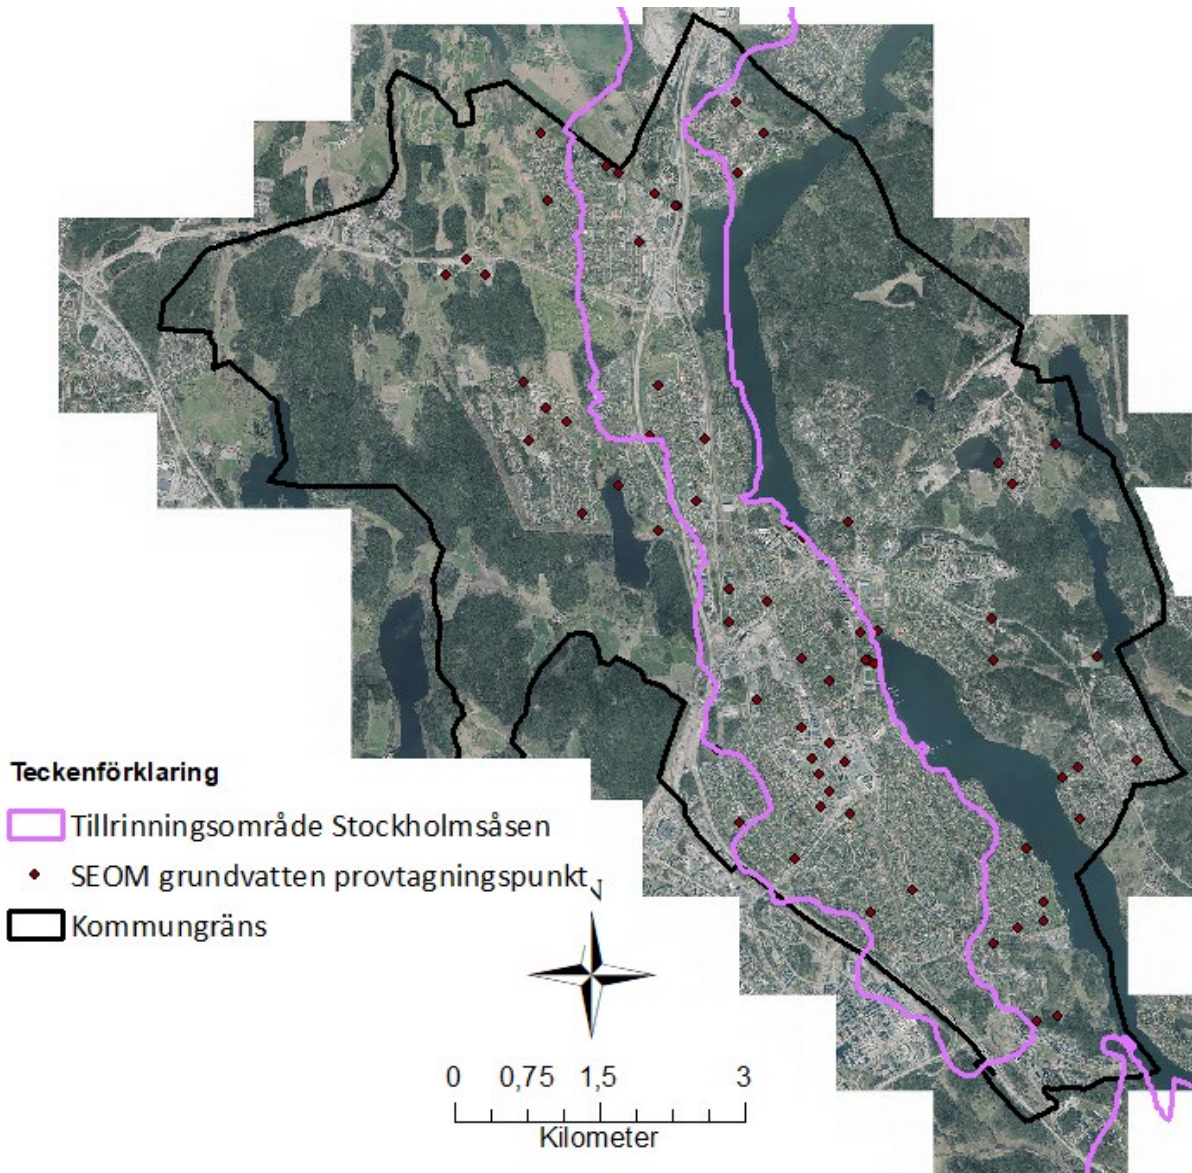 Teckenförklaring
Tillrinningsområde Stockholmsåsen
SEOM grundvatten provtagningspunkt
Kommungräns
N
0 0,75 1,5 3
Kilometer